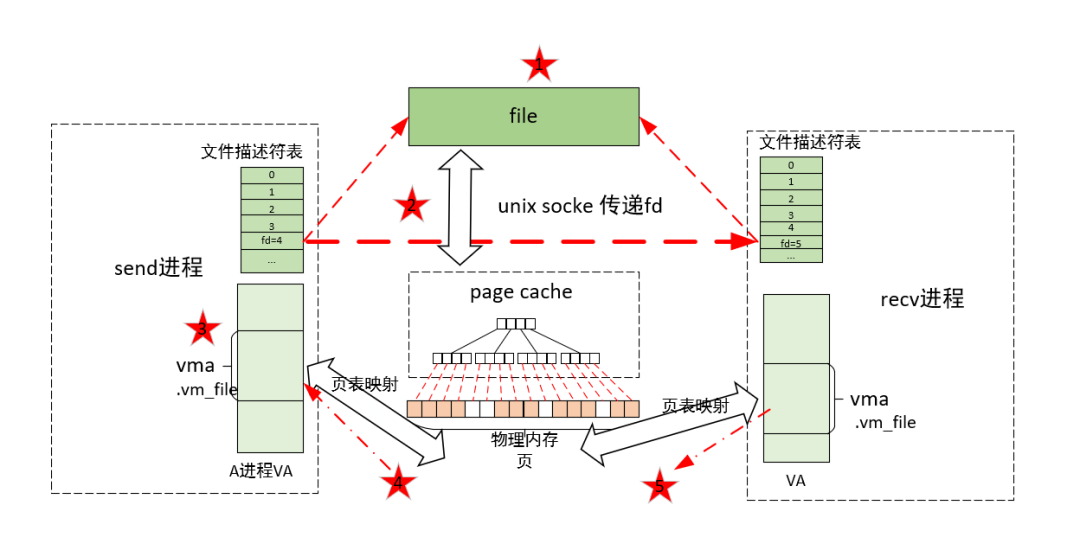 1
file
文件描述符表
0
1
2
3
fd=4
...
send进程
2
unix socke 传递fd
文件描述符表
0
1
2
3
4
fd=5
...
recv进程
page cache
3
vma
.vm_file
页表映射
A进程VA
4
物理内存
页
页表映射
5
vma
.vm_file
VA